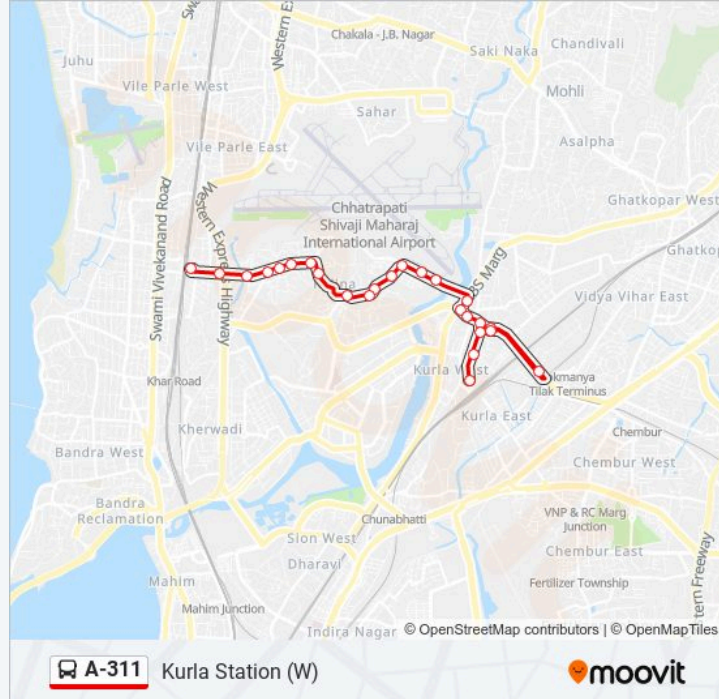 Chakala - J.B. Nagar
Saki Naka
Chandivali
Juhu
Vile Parle West
Mohli
Sahar
Asalpha
Vile Parle East
Ghatkopar West
Swami Vivekanand Road
Western Express Highway
Chhatrapati
Shivaji Maharaj
International Airport
LBS Marg
Vidya Vihar East
Khar Road
Kurla West
Tilak Terminus
Kurla East
Kherwadi
Chembur
Bandra West
Chembur West
Bandra
Reclamation
Chunabhatti
VNP & RC Marg
Junction
Sion West
Chembur East
Dharavi
Mahim
Fertilizer Township
Mahim Junction
Indira Nagar
© OpenStreetMap contributors | © OpenMapTiles
A-311
Kurla Station (W)
moovit